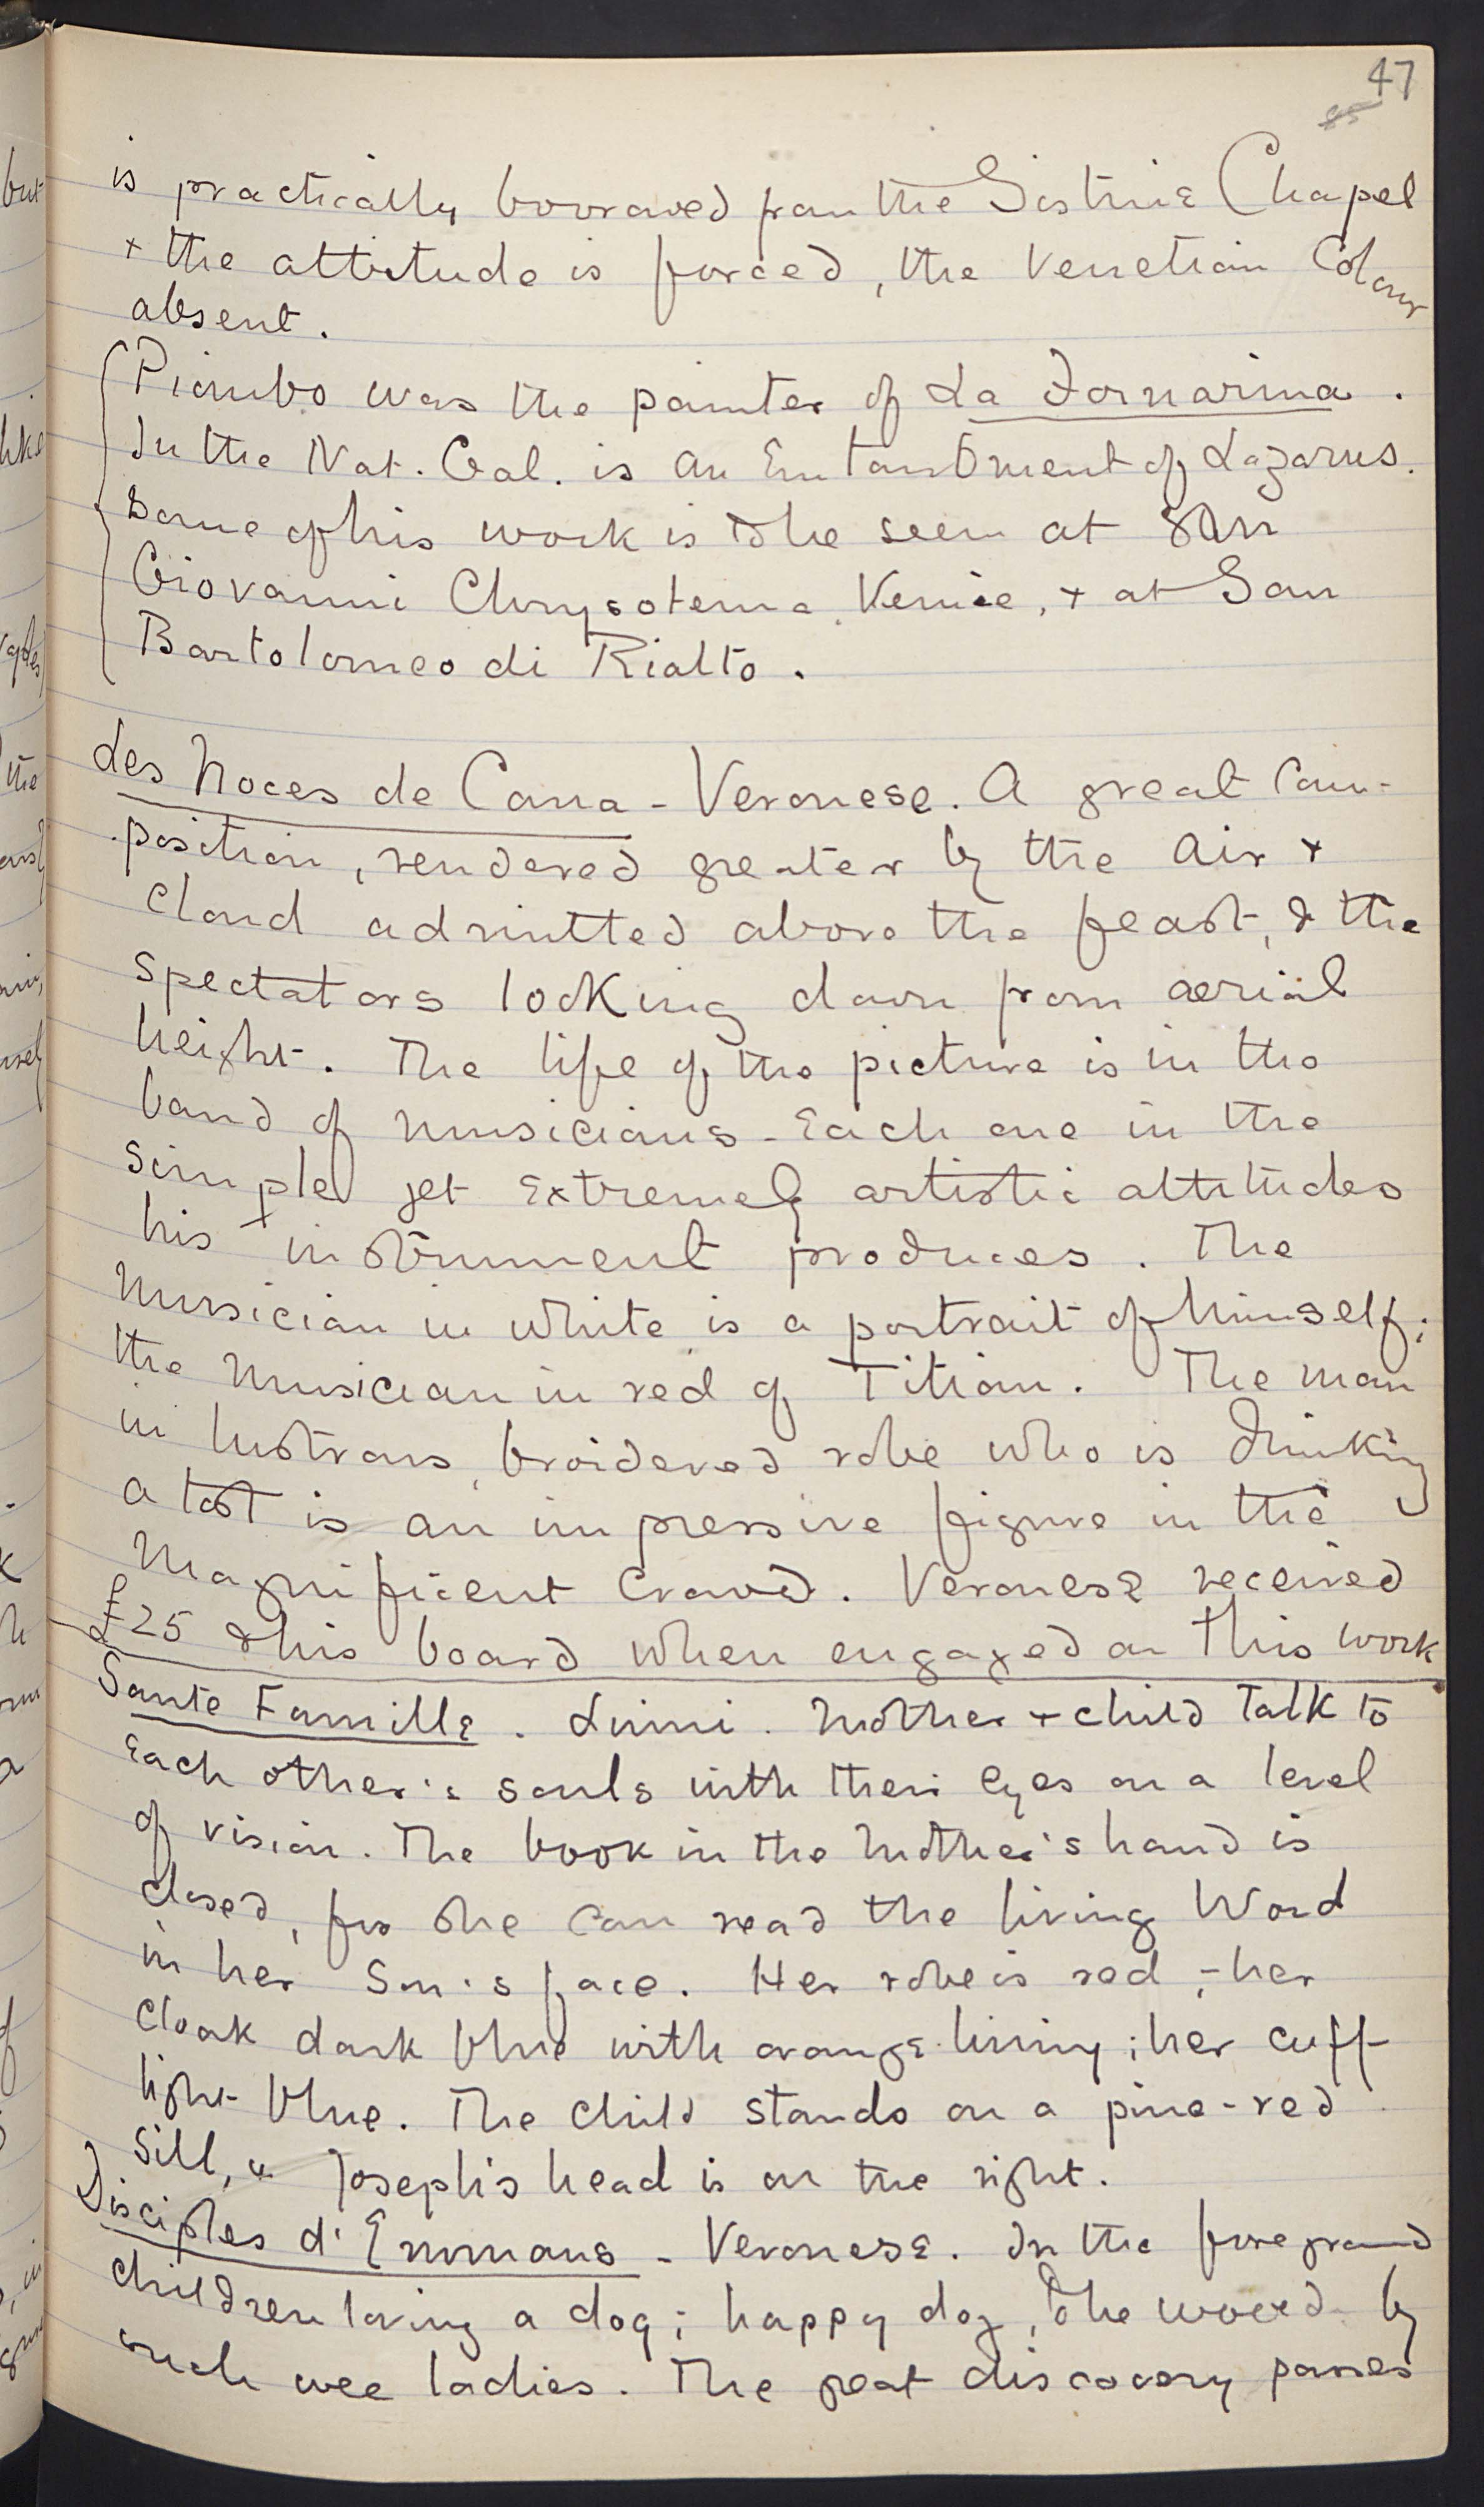 47
is practically borrowed from the Sistine Chapel
+ the attitude is forced, the Venetian Colour
absent.
Piombo was the painter of La Fornarina.
In the Nat. Gal. is an Entombment of Lazarus.
Some of his work is to be seen at San
Giovanni Chrysotema Venice, + at San
Bartolomeo di Rialto.
Les Noces de Cana - Veronese. A great Com-
position, rendered greater by the air +
Cloud admitted above the feast, & the
spectators looking down from aerial
height. The life of the picture is in the
band of musicians - Each one in the
simple yet Extremely artistic attitudes
his instrument produces. The
Musician in white is a portrait of himself;
the Musician in red of Titian. The man
in lustrous, broidered robe who is drinking
a toast is an impressive figure in the
Magnificent Crowd. Veronese received
£25 & his board when engaged on this work
Sante Famille. Luini. Mother + child Talk to
Each other's souls with their Eyes on a level
of vision. The book in the Mother's hand is
closed, for she can read the living Word
in her Son's face. Her robe is red, - her
Cloak dark blue with orange lining; her cuff
light blue. The Child stands on a pine-red
Sill, & Joseph's head is on the right.
Disciples d'Emmaus - Veronese. In the foreground
Children loving a dog; happy dog, to be wooed by
such wee ladies. The great discovery passes